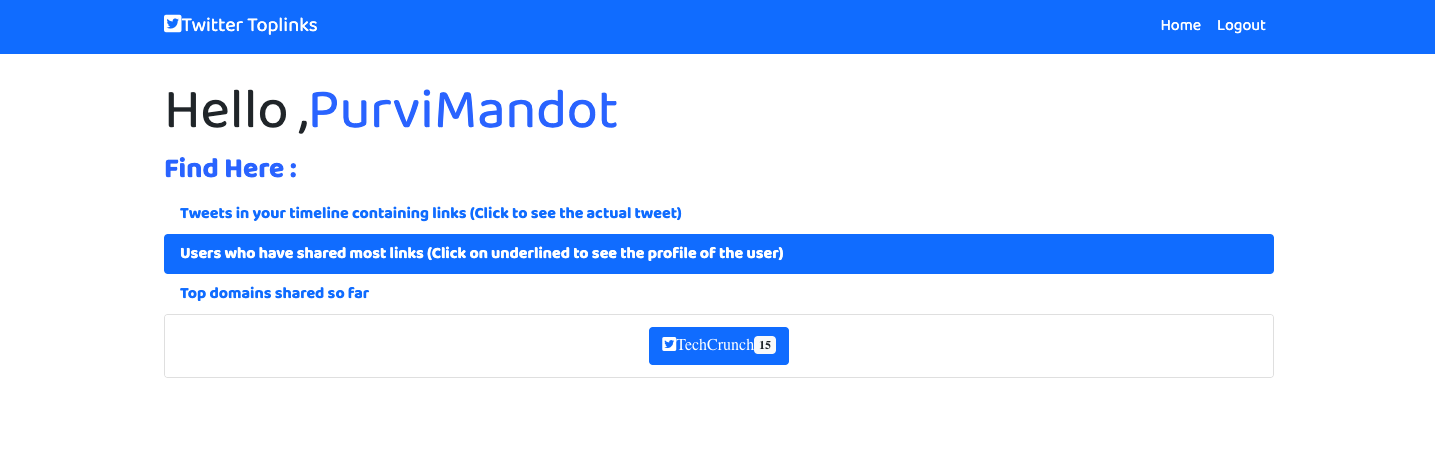 Twitter Toplinks
Home Logout
Hello ,PurviMandot
Find Here :
Tweets in your timeline containing links (Click to see the actual tweet)
Users who have shared most links (Click on underlined to see the profile of the user)
Top domains shared so far
TechCrunch 15